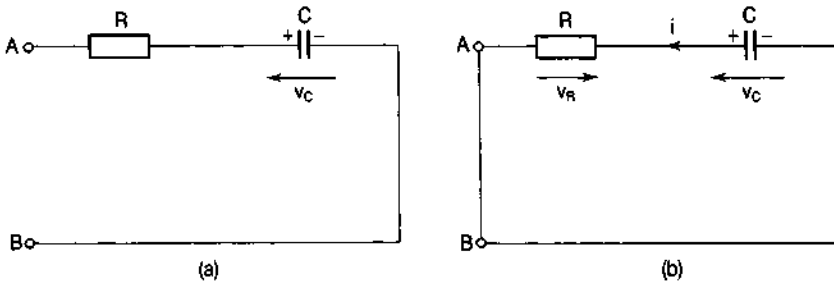 R C R i C
A + − A + −
v_C v_R v_C
B B
(a) (b)